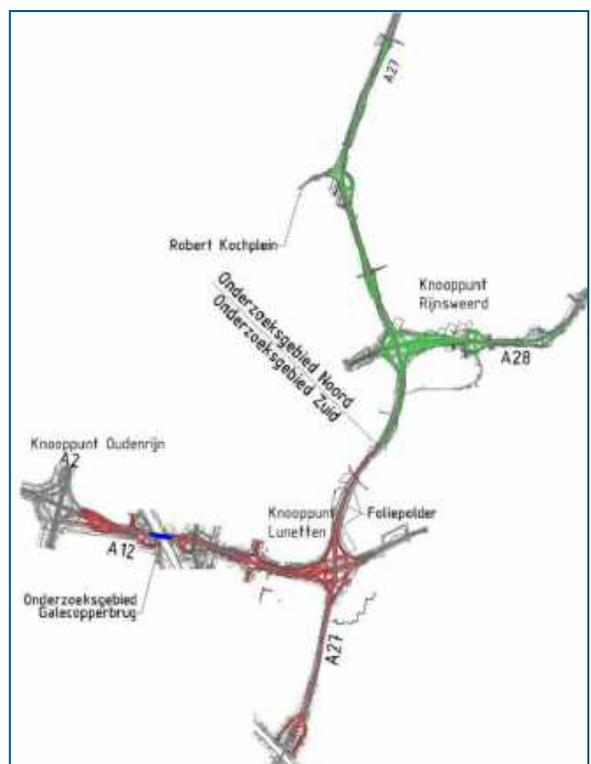 A27
Robert Kochplein
Knooppunt
Rijnsweerd
Onderzoeksgebied Noord
Onderzoeksgebied Zuid
A28
Knooppunt Oudenrijn
A2
Knooppunt
Lunetten
Foliepolder
A12
Onderzoeksgebied
Galecopperbrug
A27